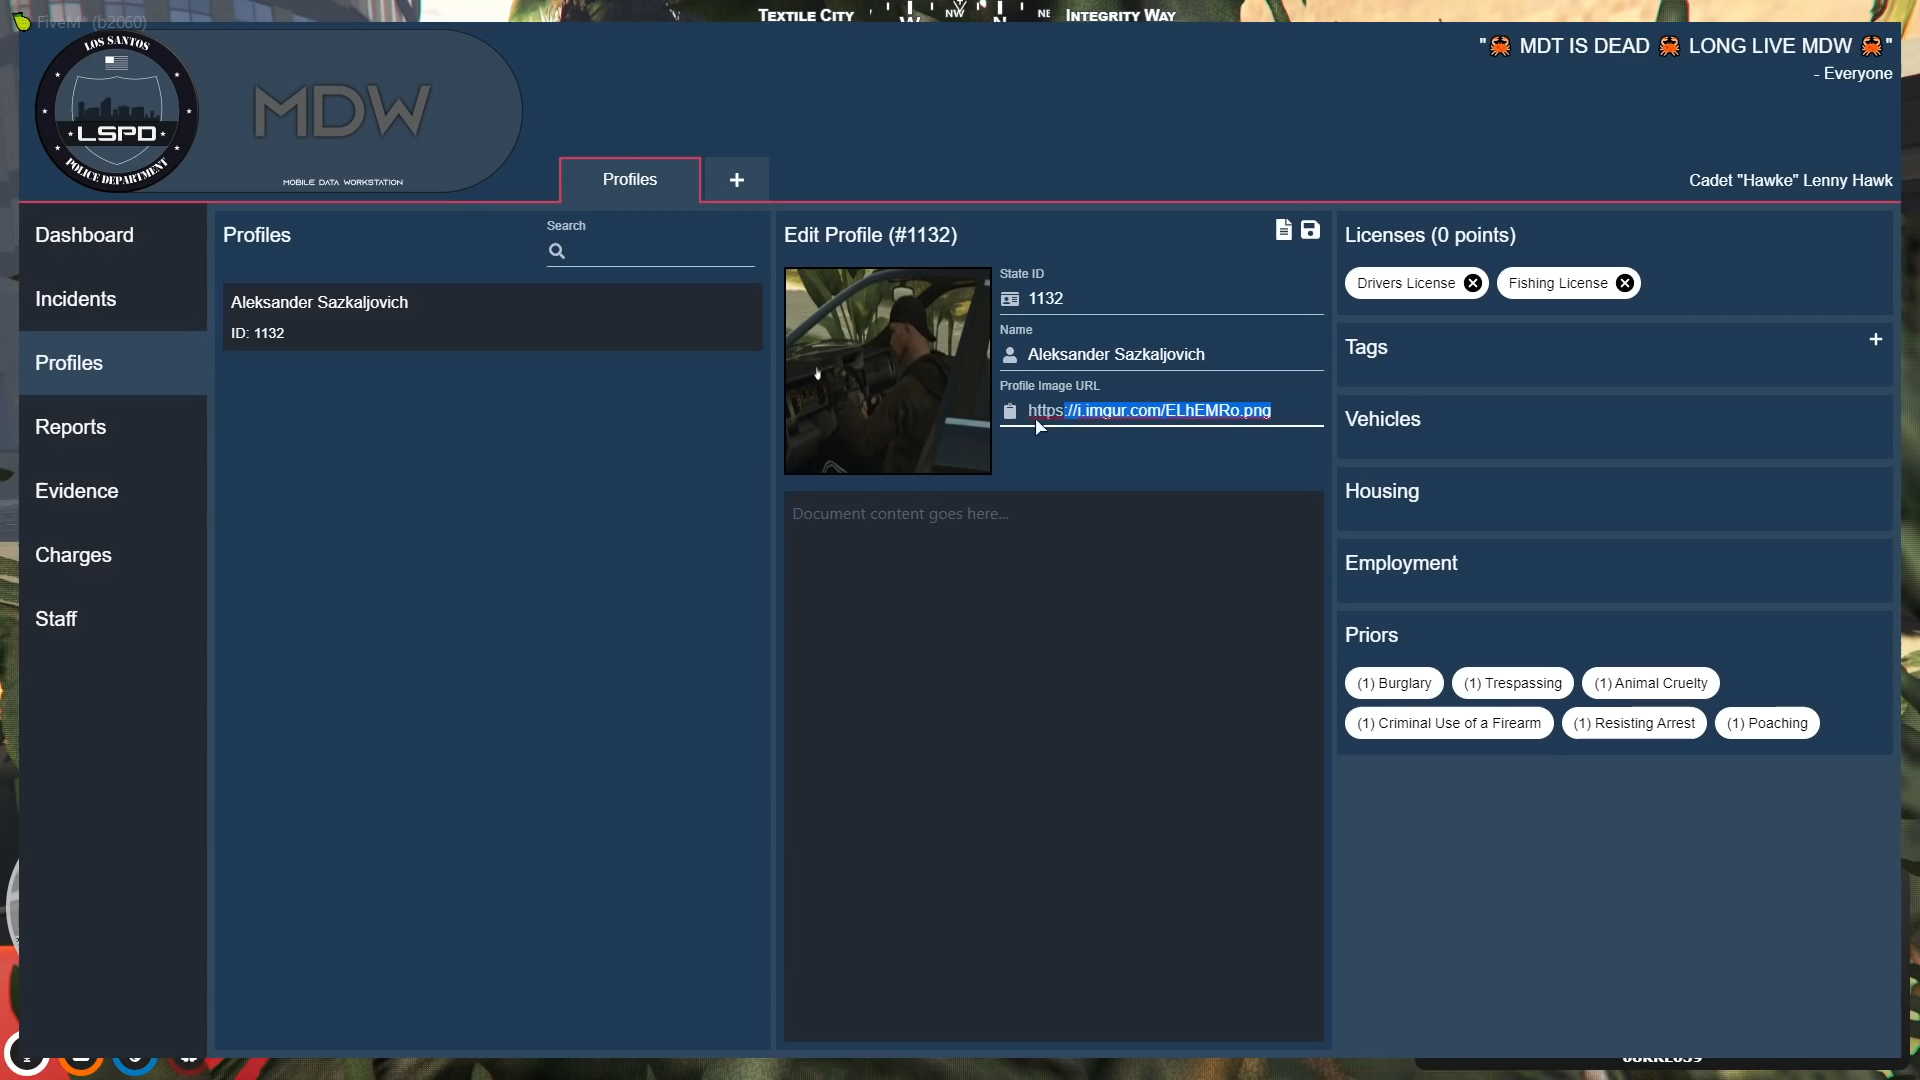 FiveM® (b2060)
TEXTILE CITY
NW
N
NE
INTEGRITY WAY
LOS SANTOS
LSPD
POLICE DEPARTMENT
MDW
MOBILE DATA WORKSTATION
"🦀 MDT IS DEAD 🦀 LONG LIVE MDW 🦀"
- Everyone
Profiles
+
Cadet "Hawke" Lenny Hawk
Dashboard
Incidents
Profiles
Reports
Evidence
Charges
Staff
Profiles
Search
Aleksander Sazkaljovich
ID: 1132
Edit Profile (#1132)
State ID
1132
Name
Aleksander Sazkaljovich
Profile Image URL
https://i.imgur.com/ELhEMRo.png
Document content goes here...
Licenses (0 points)
Drivers License
Fishing License
Tags
+
Vehicles
Housing
Employment
Priors
(1) Burglary
(1) Trespassing
(1) Animal Cruelty
(1) Criminal Use of a Firearm
(1) Resisting Arrest
(1) Poaching